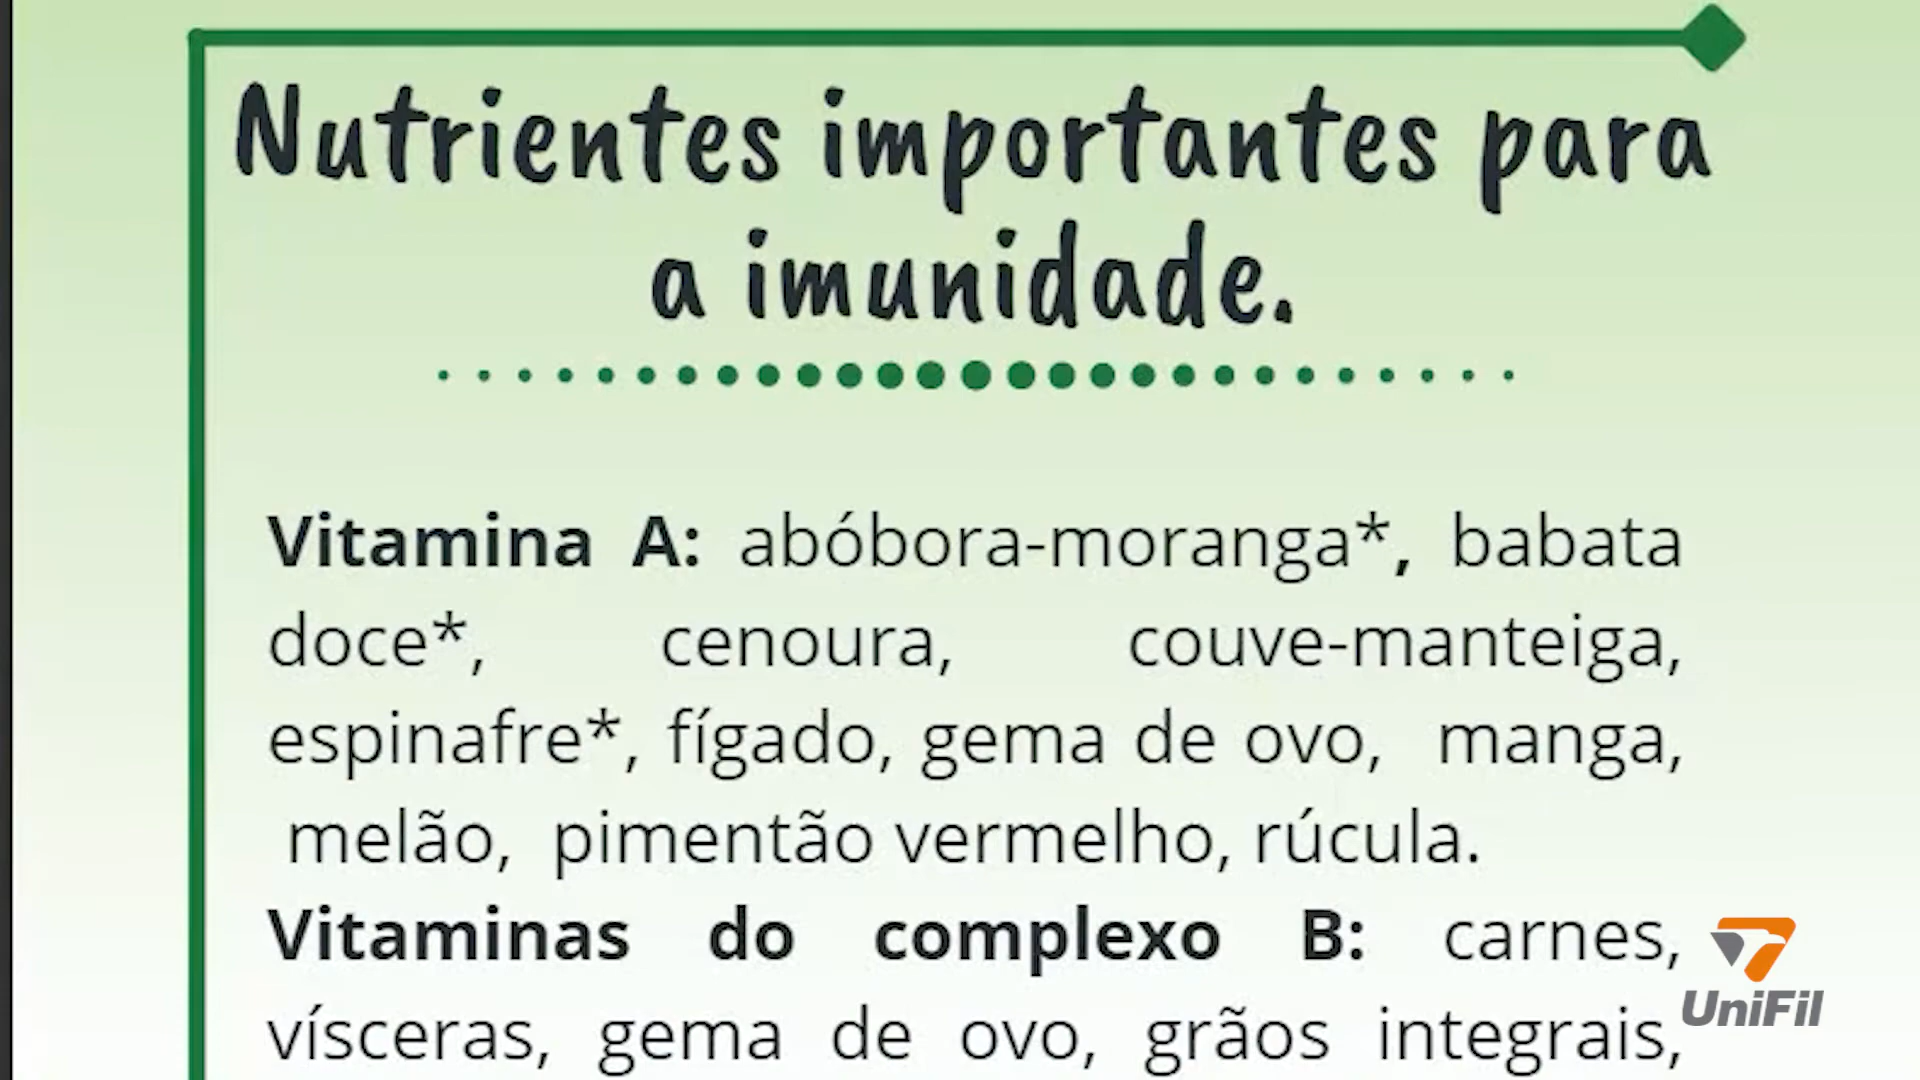 Nutrientes importantes para
a imunidade.
Vitamina A: abóbora-moranga*, babata
doce*, cenoura, couve-manteiga,
espinafre*, fígado, gema de ovo, manga,
melão, pimentão vermelho, rúcula.
Vitaminas do complexo B: carnes,
vísceras, gema de ovo, grãos integrais,
UniFil